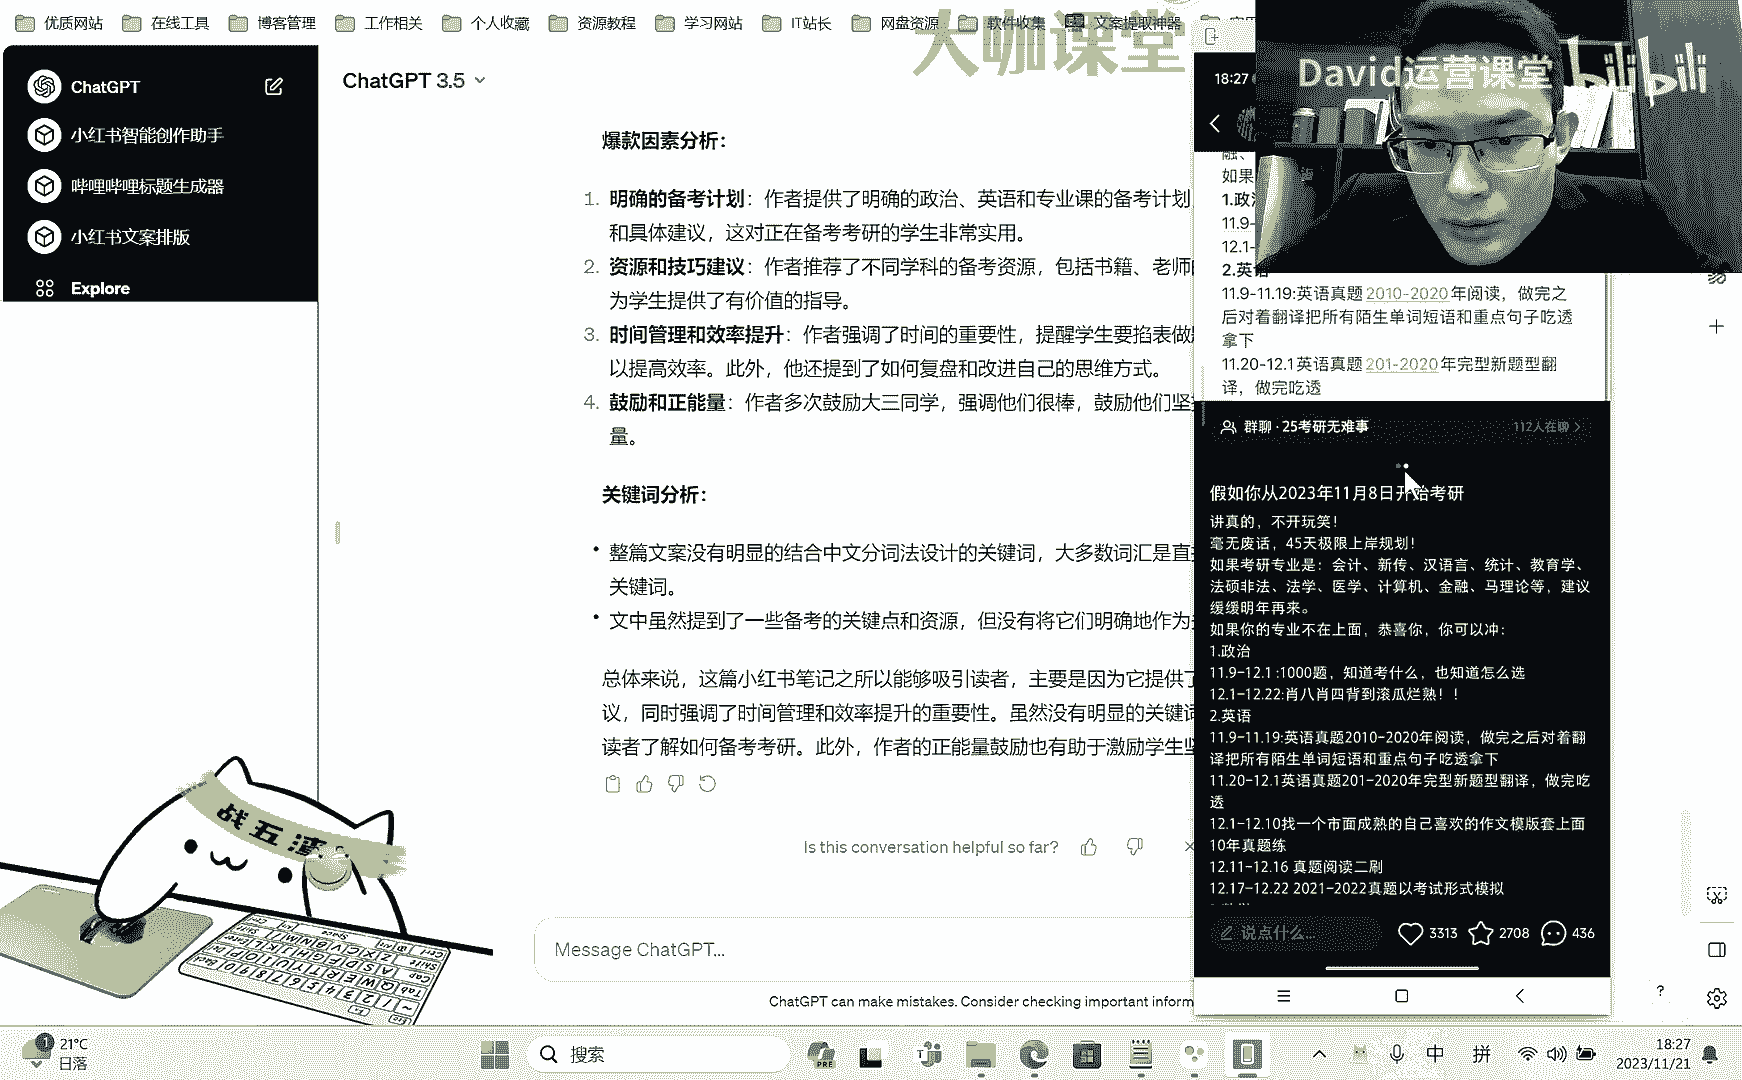 优质网站
在线工具
博客管理
工作相关
个人收藏
资源教程
学习网站
IT站长
网盘资源
软件收集
文案提取神器
大咖课堂
David运营课堂 bilibili
ChatGPT
小红书智能创作助手
哔哩哔哩标题生成器
小红书文案排版
Explore
ChatGPT 3.5
爆款因素分析：
1. 明确的备考计划：作者提供了明确的政治、英语和专业课的备考计划
和具体建议，这对正在备考考研的学生非常实用。
2. 资源和技巧建议：作者推荐了不同学科的备考资源，包括书籍、老师
为学生提供了有价值的指导。
3. 时间管理和效率提升：作者强调了时间的重要性，提醒学生要掐表做
以提高效率。此外，他还提到了如何复盘和改进自己的思维方式。
4. 鼓励和正能量：作者多次鼓励大三同学，强调他们很棒，鼓励他们坚
量。
关键词分析：
• 整篇文案没有明显的结合中文分词法设计的关键词，大多数词汇是直
关键词。
• 文中虽然提到了一些备考的关键点和资源，但没有将它们明确地作为
总体来说，这篇小红书笔记之所以能够吸引读者，主要是因为它提供了
议，同时强调了时间管理和效率提升的重要性。虽然没有明显的关键词
读者了解如何备考考研。此外，作者的正能量鼓励也有助于激励学生坚
Is this conversation helpful so far?
Message ChatGPT...
ChatGPT can make mistakes. Consider checking important inform
18:27
如果
1.政治
11.9-
12.1-
2.英语
11.9-11.19:英语真题2010-2020年阅读，做完之
后对着翻译把所有陌生单词短语和重点句子吃透
拿下
11.20-12.1英语真题201-2020年完型新题型翻
译，做完吃透
群聊 · 25考研无难事
112人在聊
假如你从2023年11月8日开始考研
讲真的，不开玩笑！
毫无废话，45天极限上岸规划！
如果考研专业是：会计、新传、汉语言、统计、教育学、
法硕非法、法学、医学、计算机、金融、马理论等，建议
缓缓明年再来。
如果你的专业不在上面，恭喜你，你可以冲：
1.政治
11.9-12.1:1000题，知道考什么，也知道怎么选
12.1-12.22:肖八肖四背到滚瓜烂熟！！
2.英语
11.9-11.19:英语真题2010-2020年阅读，做完之后对着翻
译把所有陌生单词短语和重点句子吃透拿下
11.20-12.1英语真题201-2020年完型新题型翻译，做完吃
透
12.1-12.10找一个市面成熟的自己喜欢的作文模版套上面
10年真题练
12.11-12.16 真题阅读二刷
12.17-12.22 2021-2022真题以考试形式模拟
说点什么...
3313
2708
436
21°C
日落
搜索
中
拼
18:27
2023/11/21